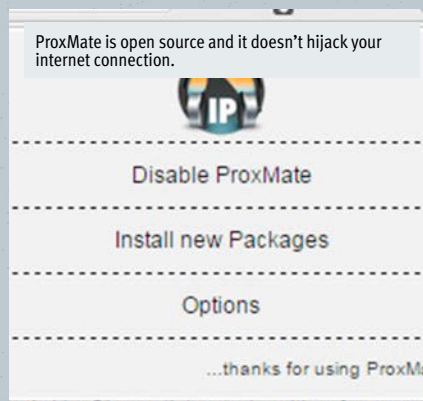 ProxMate is open source and it doesn't hijack your
internet connection.
IP
Disable ProxMate
Install new Packages
Options
...thanks for using ProxMa